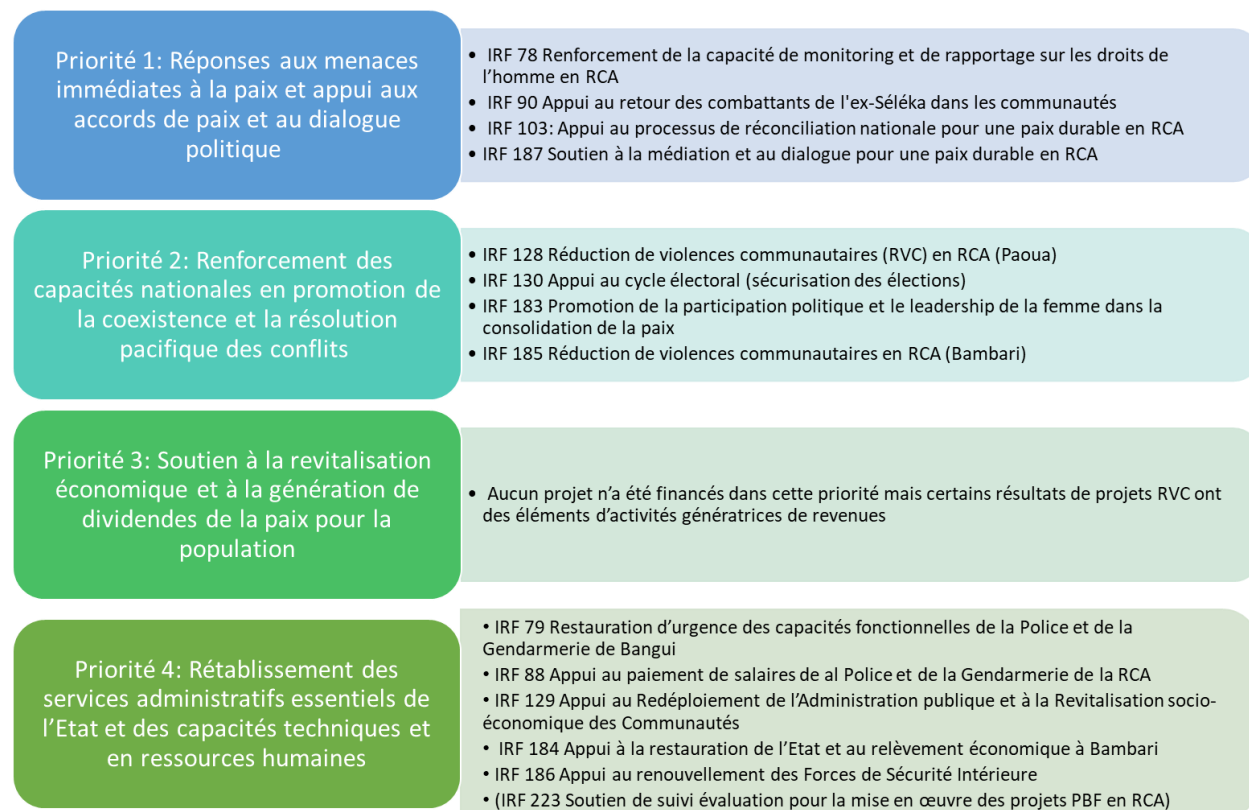 Priorité 1: Réponses aux menaces
immédiates à la paix et appui aux
accords de paix et au dialogue
politique
• IRF 78 Renforcement de la capacité de monitoring et de rapportage sur les droits de
l’homme en RCA
• IRF 90 Appui au retour des combattants de l'ex-Séléka dans les communautés
• IRF 103: Appui au processus de réconciliation nationale pour une paix durable en RCA
• IRF 187 Soutien à la médiation et au dialogue pour une paix durable en RCA
Priorité 2: Renforcement des
capacités nationales en promotion de
la coexistence et la résolution
pacifique des conflits
• IRF 128 Réduction de violences communautaires (RVC) en RCA (Paoua)
• IRF 130 Appui au cycle électoral (sécurisation des élections)
• IRF 183 Promotion de la participation politique et le leadership de la femme dans la
consolidation de la paix
• IRF 185 Réduction de violences communautaires en RCA (Bambari)
Priorité 3: Soutien à la revitalisation
économique et à la génération de
dividendes de la paix pour la
population
• Aucun projet n’a été financés dans cette priorité mais certains résultats de projets RVC ont
des éléments d’activités génératrices de revenues
Priorité 4: Rétablissement des
services administratifs essentiels de
l’Etat et des capacités techniques et
en ressources humaines
• IRF 79 Restauration d’urgence des capacités fonctionnelles de la Police et de la
Gendarmerie de Bangui
• IRF 88 Appui au paiement de salaires de al Police et de la Gendarmerie de la RCA
• IRF 129 Appui au Redéploiement de l’Administration publique et à la Revitalisation socio-
économique des Communautés
• IRF 184 Appui à la restauration de l’Etat et au relèvement économique à Bambari
• IRF 186 Appui au renouvellement des Forces de Sécurité Intérieure
• (IRF 223 Soutien de suivi évaluation pour la mise en œuvre des projets PBF en RCA)